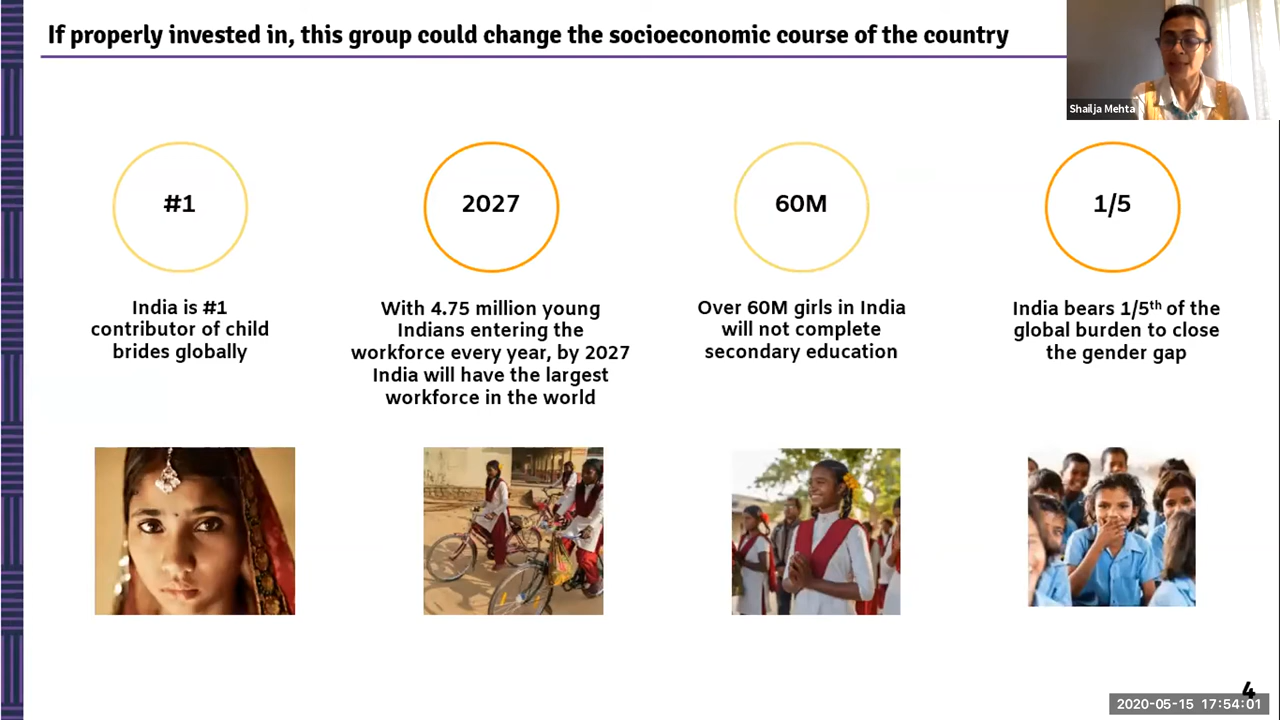 If properly invested in, this group could change the socioeconomic course of the country
Shailja Mehta
#1
India is #1
contributor of child
brides globally
2027
With 4.75 million young
Indians entering the
workforce every year, by 2027
India will have the largest
workforce in the world
60M
Over 60M girls in India
will not complete
secondary education
1/5
India bears 1/5th of the
global burden to close
the gender gap
4
2020-05-15 17:54:01